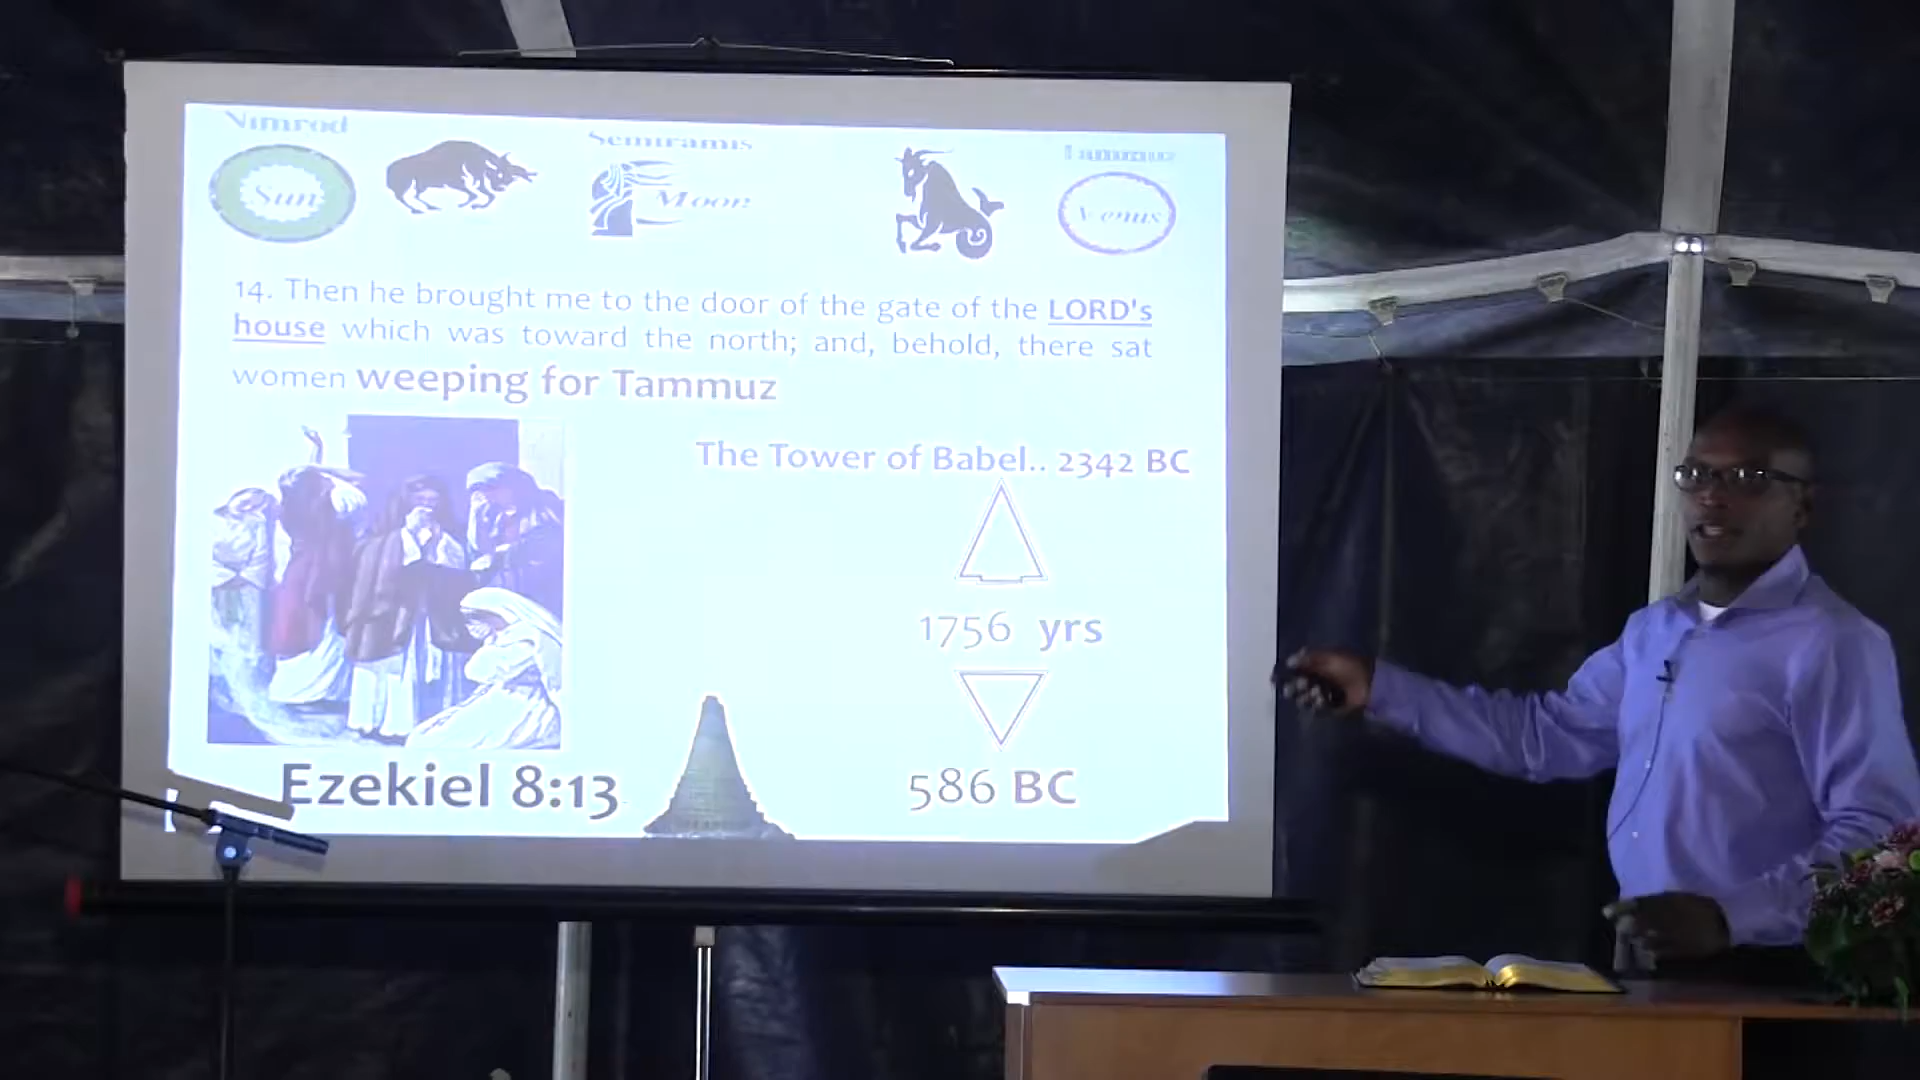 Nimrod
Semiramis
Tammuz
Sun
Moon
Venus
14. Then he brought me to the door of the gate of the LORD's
house which was toward the north; and, behold, there sat
women weeping for Tammuz
The Tower of Babel.. 2342 BC
1756 yrs
586 BC
Ezekiel 8:13